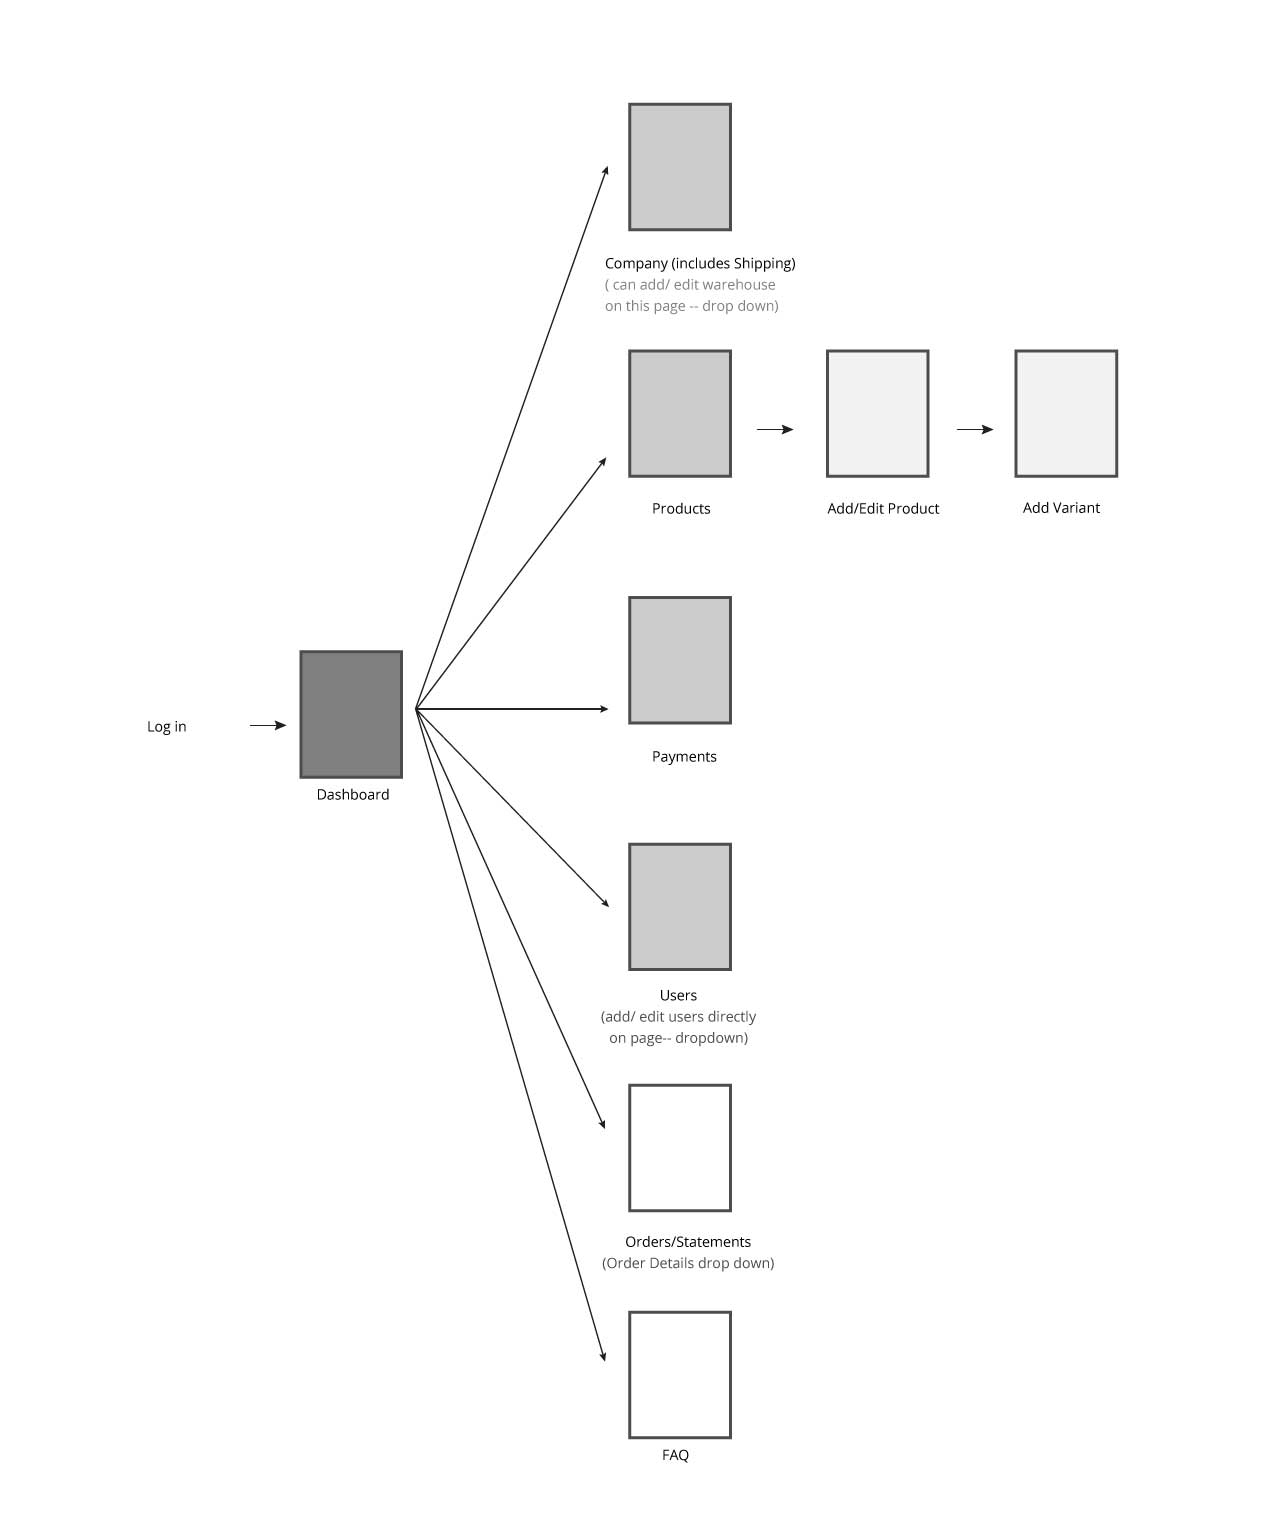 Company (includes Shipping)
( can add/ edit warehouse
on this page -- drop down)
Products
Add/Edit Product
Add Variant
Log in
Dashboard
Payments
Users
(add/ edit users directly
on page-- dropdown)
Orders/Statements
(Order Details drop down)
FAQ